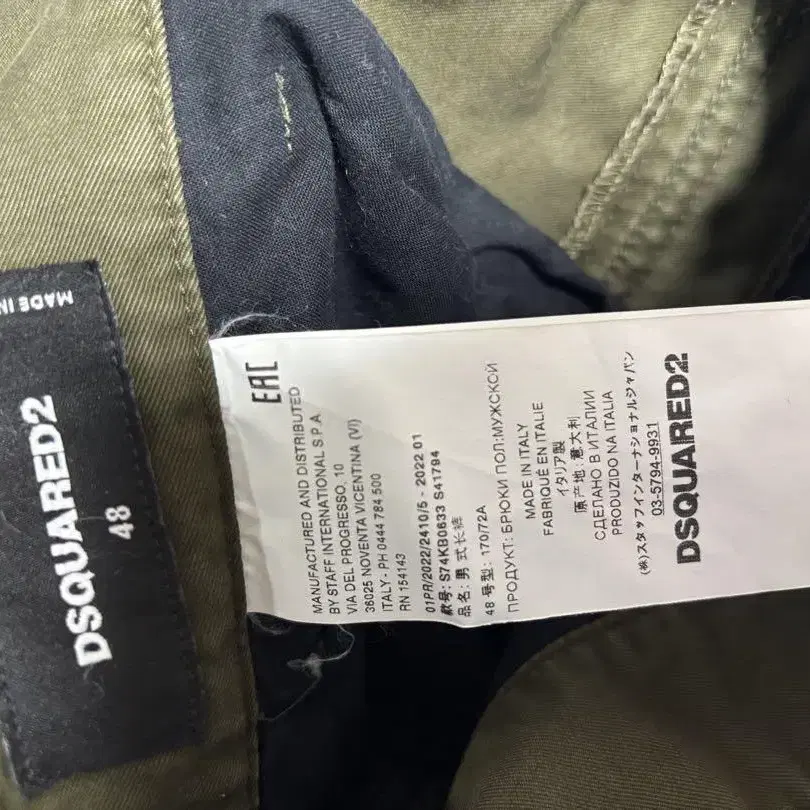 MADE IN
DSQUARED2
48
EAC
MANUFACTURED AND DISTRIBUTED
BY STAFF INTERNATIONAL S.P.A.
VIA DEL PROGRESSO, 10
36025 NOVENTA VICENTINA (VI)
ITALY - PH 0444 784 500
RN 154143
01PR/2022/2410/5 - 2022 01
款号: S74KB0633 S41794
品名: 男 式 长 裤
48 号型: 170/72A
ПРОДУКТ: БРЮКИ ПОЛ:МУЖСКОЙ
MADE IN ITALY
FABRIQUÉ EN ITALIE
イタリア製
原产地: 意大利
СДЕЛАНО В ИТАЛИИ
PRODUZIDO NA ITALIA
(株)スタッフインターナショナルジャパン
03-5794-9931
DSQUARED2